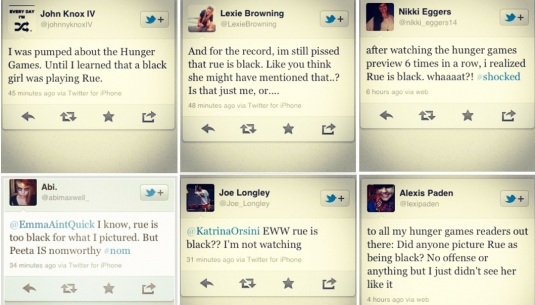 EVERY DAY
I'M
John Knox IV
@johnnyknoxIV
I was pumped about the Hunger
Games. Until I learned that a black
girl was playing Rue.
45 minutes ago via Twitter for iPhone
Lexie Browning
@LexieBrowning
And for the record, im still pissed
that rue is black. Like you think
she might have mentioned that..?
Is that just me, or....
48 minutes ago via Twitter for iPhone
Nikki Eggers
@nikki_eggers14
after watching the hunger games
preview 6 times in a row, i realized
Rue is black. whaaaat?! #shocked
6 hours ago via web
Abi.
@abimaxwell_
@EmmaAintQuick I know, rue is
too black for what I pictured. But
Peeta IS nomworthy #nom
34 minutes ago via Twitter for iPhone
Joe Longley
@Joe_Longley
@KatrinaOrsini EWW rue is
black?? I'm not watching
31 minutes ago via Twitter for iPhone
Alexis Paden
@lexipaden
to all my hunger games readers out
there: Did anyone picture Rue as
being black? No offense or
anything but I just didn't see her
like it
4 hours ago via web